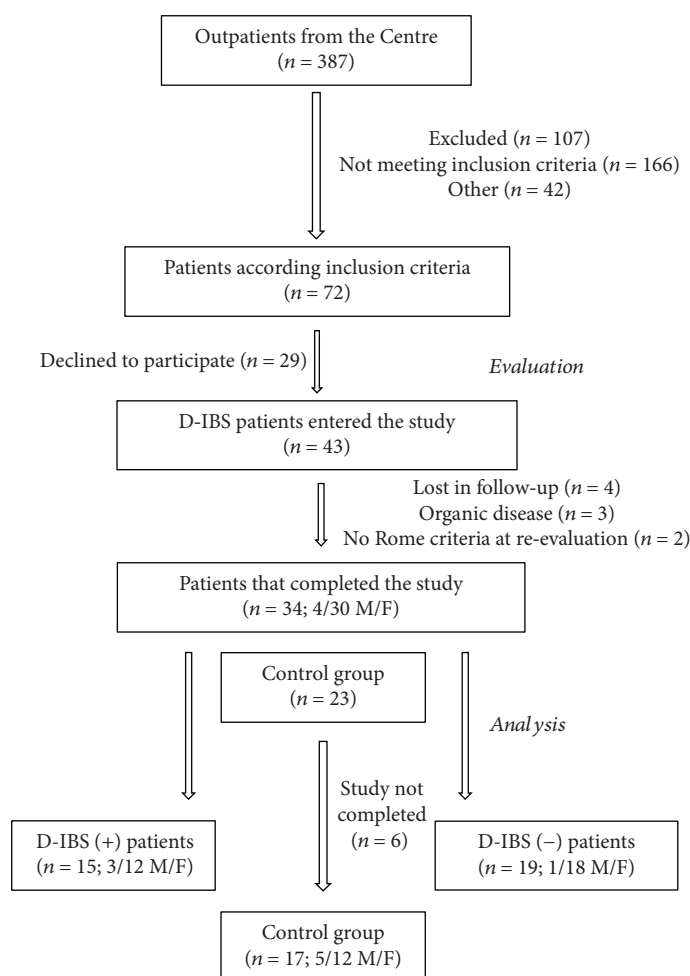 Outpatients from the Centre
(n = 387)
Excluded (n = 107)
Not meeting inclusion criteria (n = 166)
Other (n = 42)
Patients according inclusion criteria
(n = 72)
Declined to participate (n = 29)
Evaluation
D-IBS patients entered the study
(n = 43)
Lost in follow-up (n = 4)
Organic disease (n = 3)
No Rome criteria at re-evaluation (n = 2)
Patients that completed the study
(n = 34; 4/30 M/F)
Control group
(n = 23)
Analysis
Study not
completed
(n = 6)
D-IBS (+) patients
(n = 15; 3/12 M/F)
D-IBS (−) patients
(n = 19; 1/18 M/F)
Control group
(n = 17; 5/12 M/F)